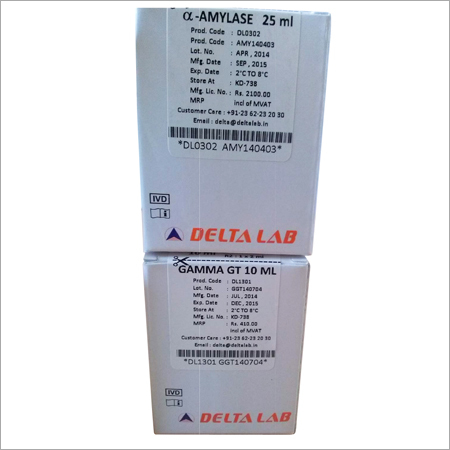 α-AMYLASE 25 ml
Prod. Code : DL0302
Prod. Code : AMY140403
Lot. No. : APR , 2014
Mfg. Date : SEP , 2015
Exp. Date : 2°C TO 8°C
Store At : KD-738
Mfg. Lic. No. : Rs. 2100.00
MRP incl of MVAT
Customer Care : +91-23 62-23 20 30
Email : delta@deltalab.in
*DL0302 AMY140403*
IVD
DELTA LAB
GAMMA GT 10 ML
Prod. Code : DL1301
Lot. No. : GGT140704
Mfg. Date : JUL , 2014
Exp. Date : DEC , 2015
Store At : 2°C TO 8°C
Mfg. Lic. No. : KD-738
MRP : Rs. 410.00
incl of MVAT
Customer Care : +91-23 62-23 20 30
Email : delta@deltalab.in
*DL1301 GGT140704*
IVD
DELTA LAB